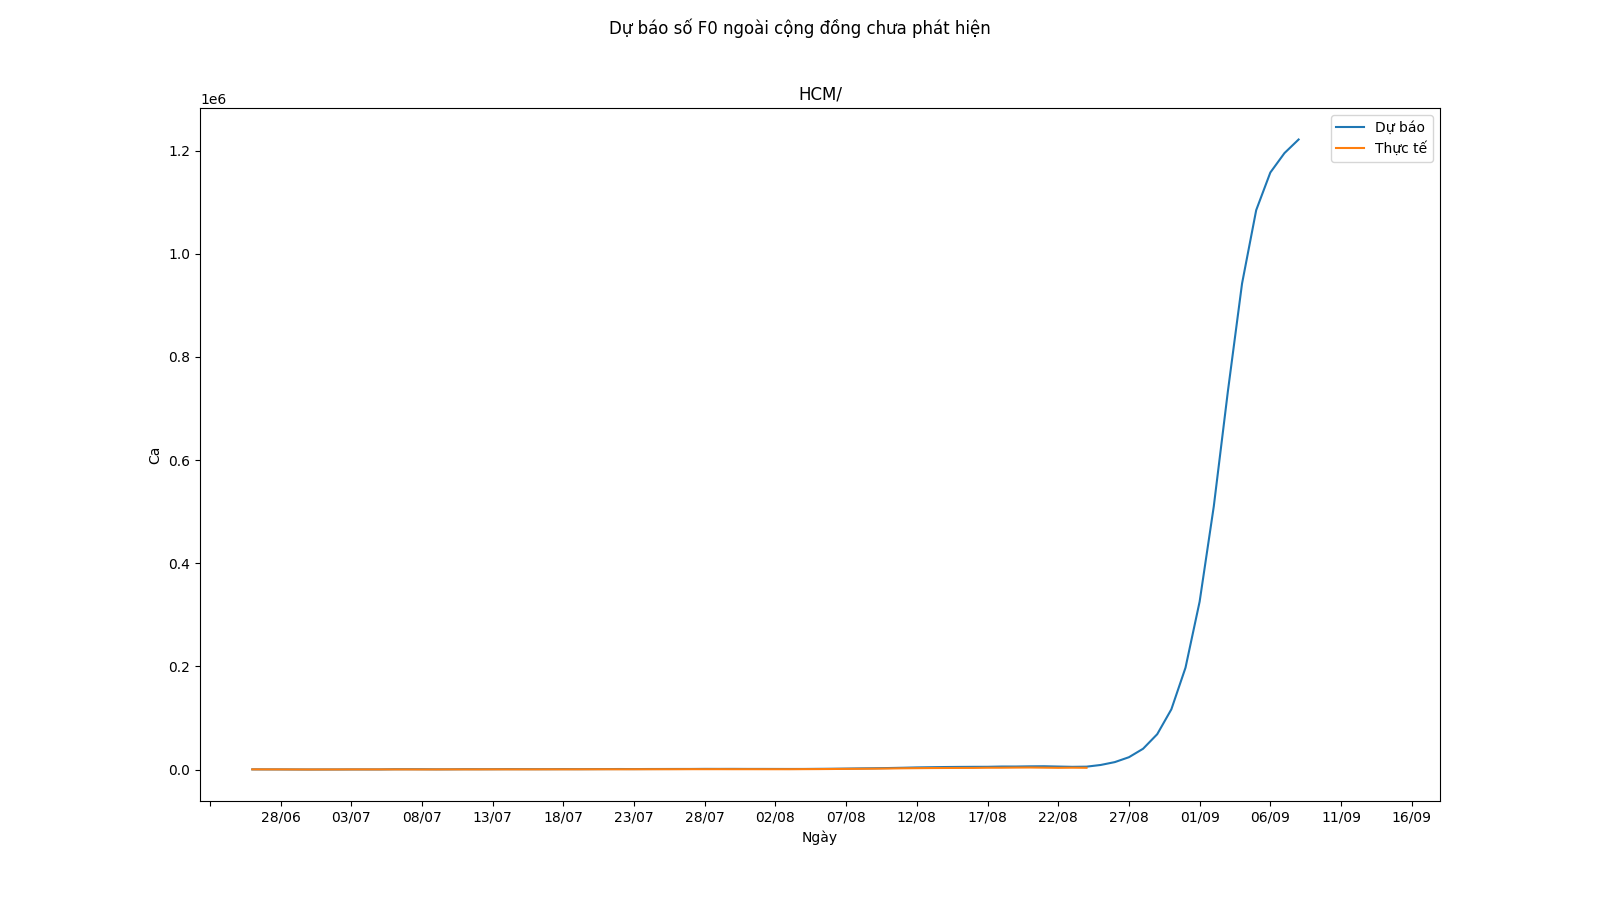 Dự báo số F0 ngoài cộng đồng chưa phát hiện
HCM/
1e6
Dự báo
Thực tế
1.2
1.0
0.8
0.6
0.4
0.2
0.0
Ca
28/06 03/07 08/07 13/07 18/07 23/07 28/07 02/08 07/08 12/08 17/08 22/08 27/08 01/09 06/09 11/09 16/09
Ngày